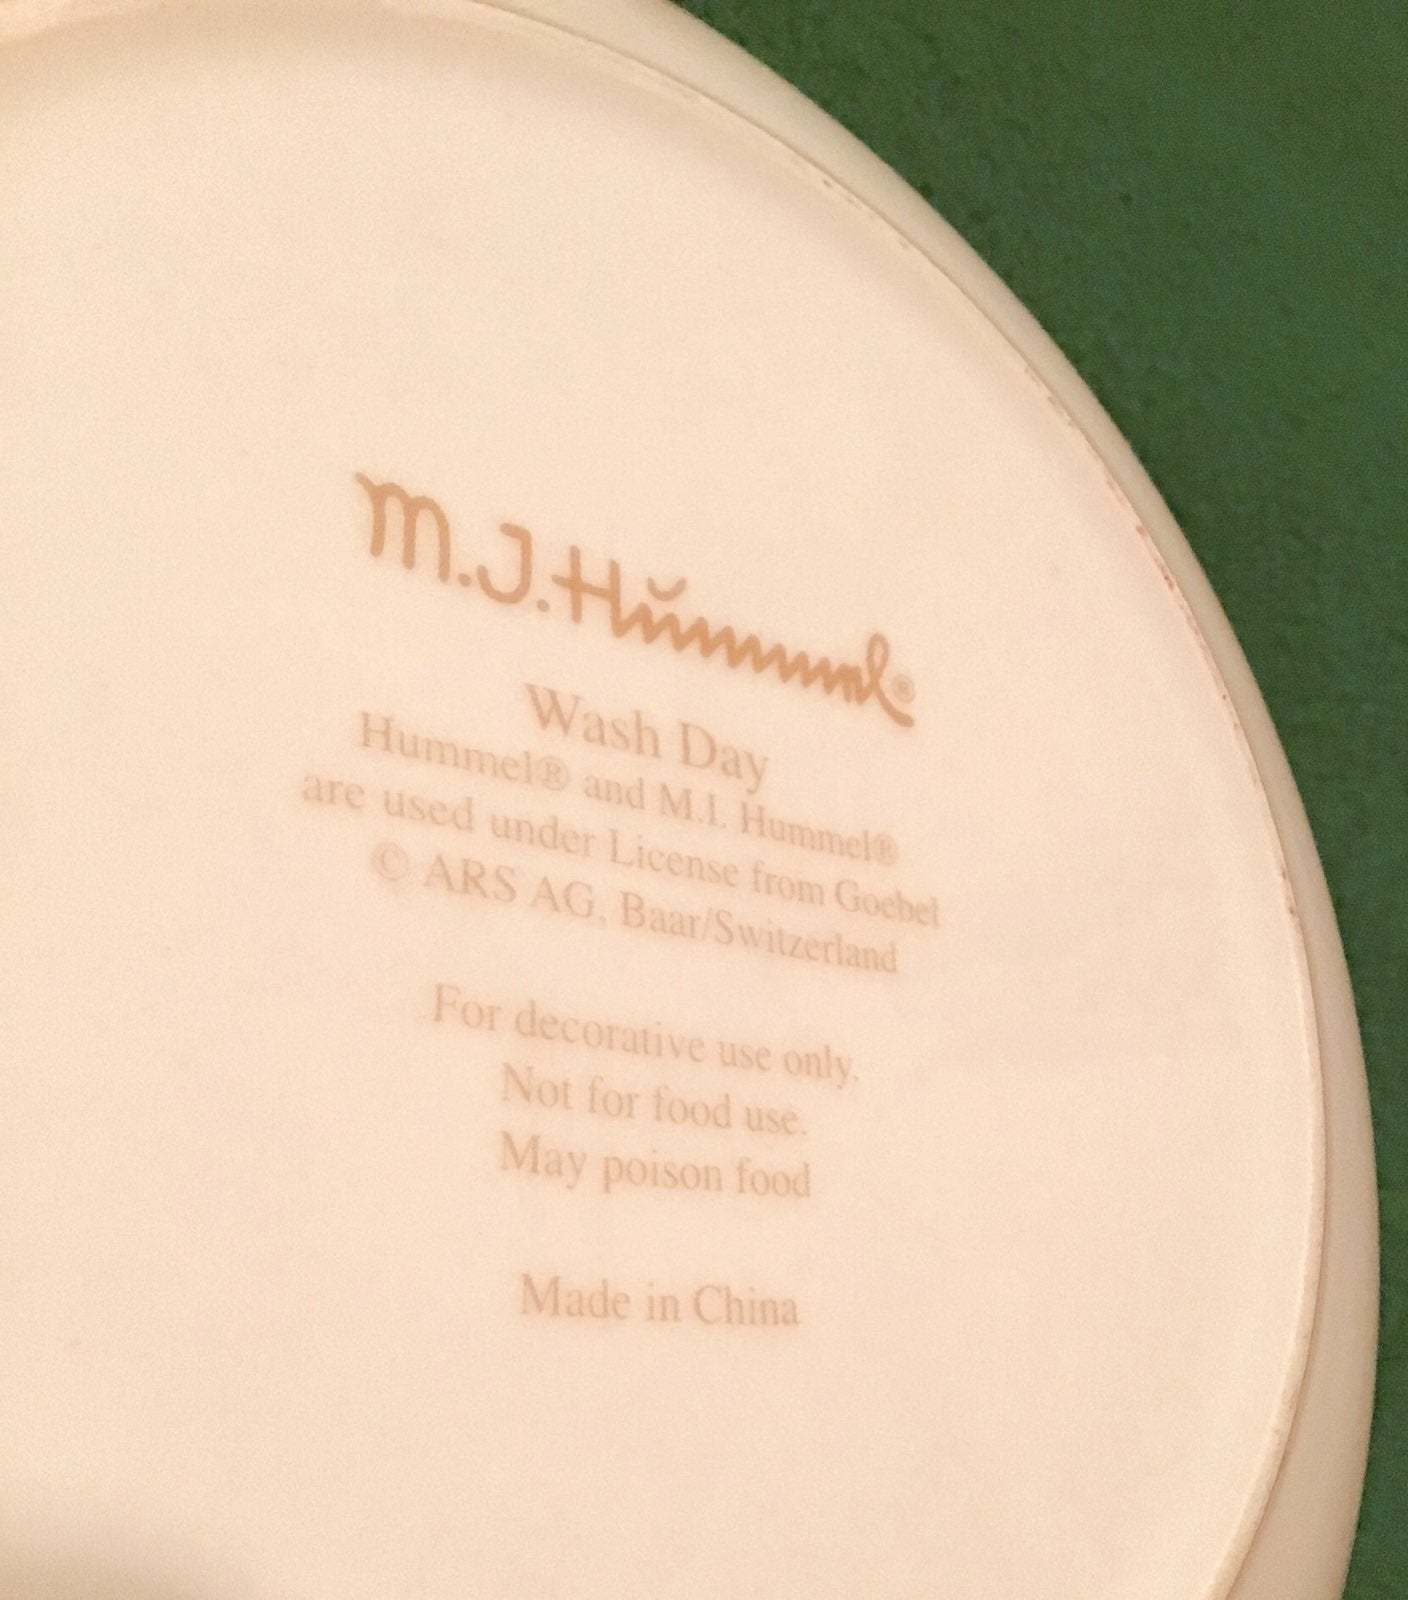 M.J. Hŭmmel®
Wash Day
Hummel® and M.I. Hummel®
are used under License from Goebel
© ARS AG, Baar/Switzerland
For decorative use only.
Not for food use.
May poison food
Made in China